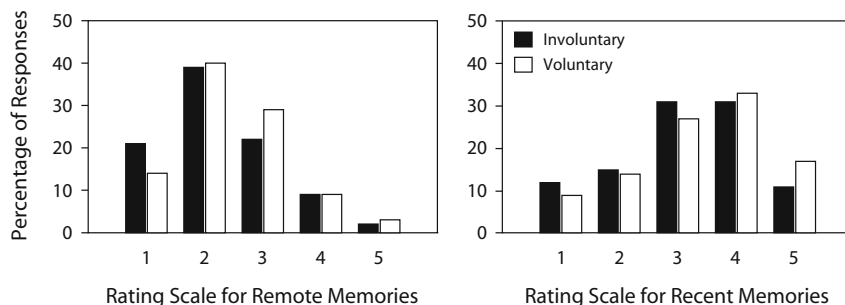 Percentage of Responses
50
40
30
20
10
0
1 2 3 4 5
Rating Scale for Remote Memories
50
40
30
20
10
0
Involuntary
Voluntary
1 2 3 4 5
Rating Scale for Recent Memories